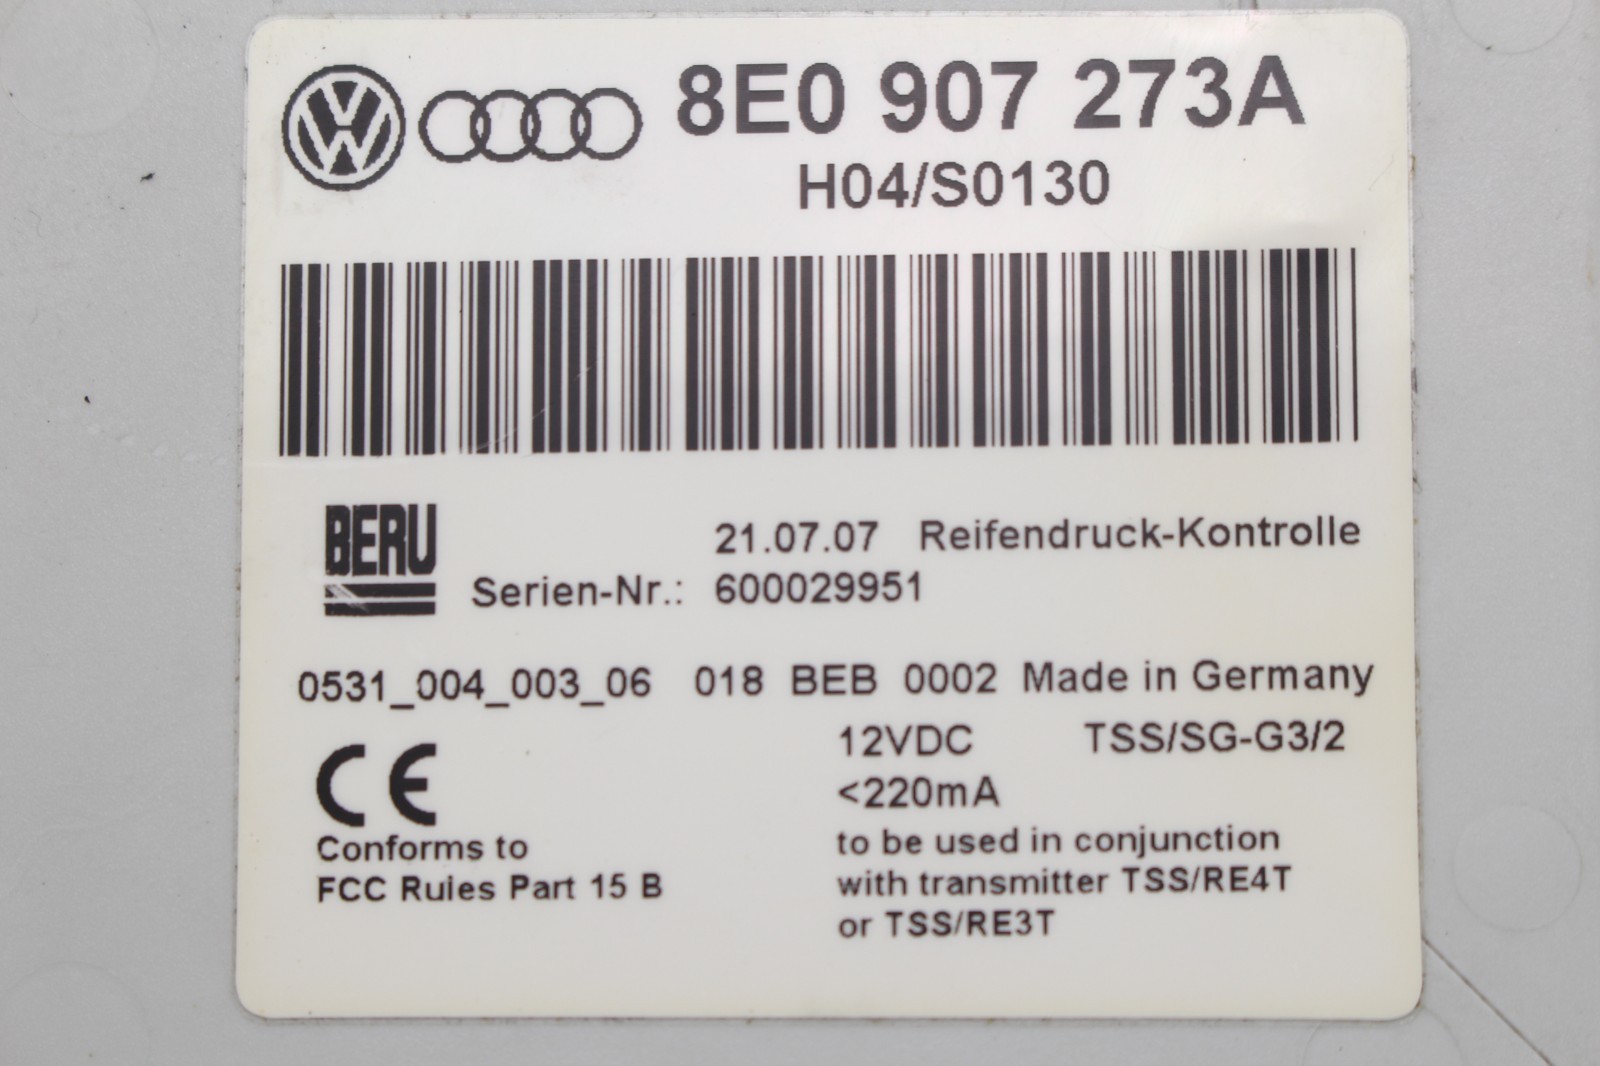 8E0 907 273A
H04/S0130
BERU
21.07.07 Reifendruck-Kontrolle
Serien-Nr.: 600029951
0531_004_003_06 018 BEB 0002 Made in Germany
12VDC TSS/SG-G3/2
<220mA
CE
Conforms to
FCC Rules Part 15 B
to be used in conjunction
with transmitter TSS/RE4T
or TSS/RE3T